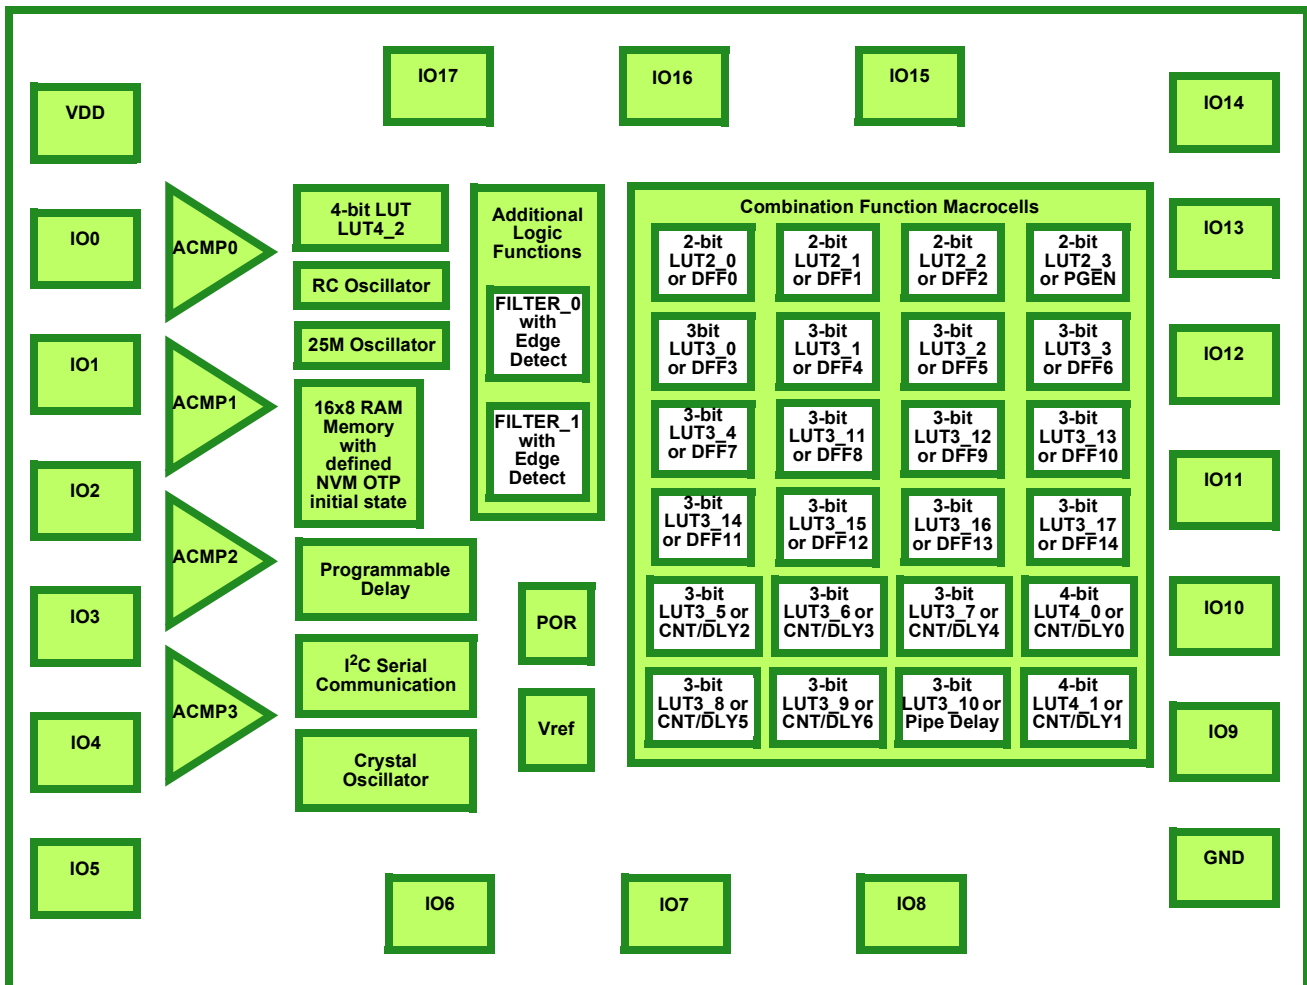 IO17
IO16
IO15
VDD
IO14
IO0
IO13
IO1
IO12
IO2
IO11
IO3
IO10
IO4
IO9
IO5
GND
IO6
IO7
IO8
ACMP0
ACMP1
ACMP2
ACMP3
4-bit LUT
LUT4_2
RC Oscillator
25M Oscillator
16x8 RAM
Memory
with
defined
NVM OTP
initial state
Programmable
Delay
I2C Serial
Communication
Crystal
Oscillator
Additional
Logic
Functions
FILTER_0
with
Edge
Detect
FILTER_1
with
Edge
Detect
POR
Vref
Combination Function Macrocells
2-bit
LUT2_0
or DFF0
2-bit
LUT2_1
or DFF1
2-bit
LUT2_2
or DFF2
2-bit
LUT2_3
or PGEN
3bit
LUT3_0
or DFF3
3-bit
LUT3_1
or DFF4
3-bit
LUT3_2
or DFF5
3-bit
LUT3_3
or DFF6
3-bit
LUT3_4
or DFF7
3-bit
LUT3_11
or DFF8
3-bit
LUT3_12
or DFF9
3-bit
LUT3_13
or DFF10
3-bit
LUT3_14
or DFF11
3-bit
LUT3_15
or DFF12
3-bit
LUT3_16
or DFF13
3-bit
LUT3_17
or DFF14
3-bit
LUT3_5 or
CNT/DLY2
3-bit
LUT3_6 or
CNT/DLY3
3-bit
LUT3_7 or
CNT/DLY4
4-bit
LUT4_0 or
CNT/DLY0
3-bit
LUT3_8 or
CNT/DLY5
3-bit
LUT3_9 or
CNT/DLY6
3-bit
LUT3_10 or
Pipe Delay
4-bit
LUT4_1 or
CNT/DLY1